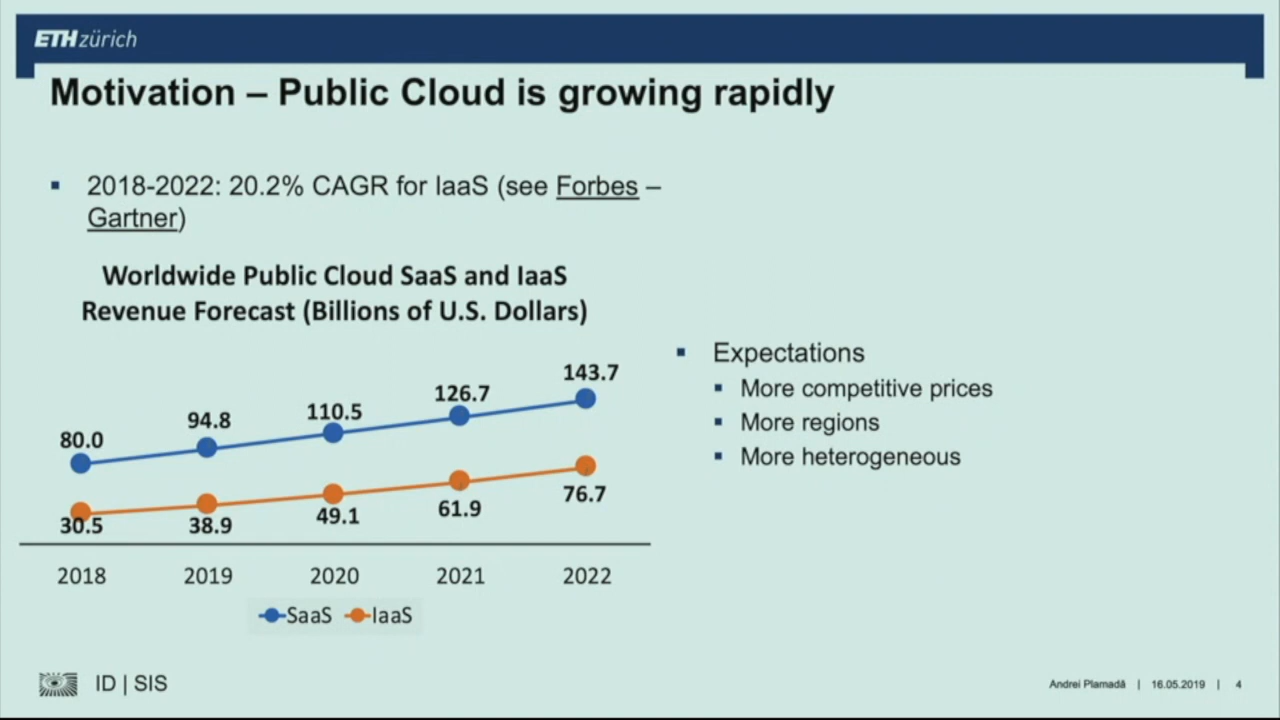 ETH zürich
Motivation – Public Cloud is growing rapidly
2018-2022: 20.2% CAGR for IaaS (see Forbes –
Gartner)
Worldwide Public Cloud SaaS and IaaS
Revenue Forecast (Billions of U.S. Dollars)
80.0 94.8 110.5 126.7 143.7
30.5 38.9 49.1 61.9 76.7
2018 2019 2020 2021 2022
SaaS IaaS
Expectations
More competitive prices
More regions
More heterogeneous
ID | SIS
Andrei Plamadă | 16.05.2019 | 4